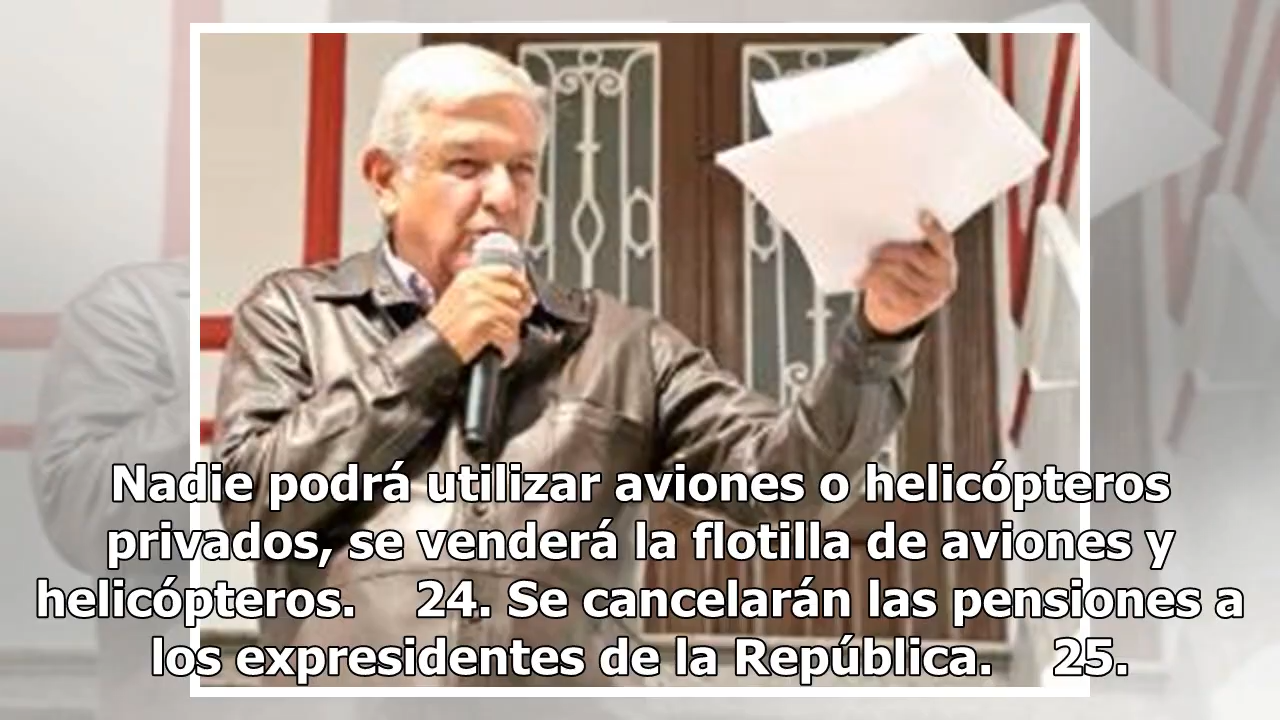 Nadie podrá utilizar aviones o helicópteros
privados, se venderá la flotilla de aviones y
helicópteros. 24. Se cancelarán las pensiones a
los expresidentes de la República. 25.